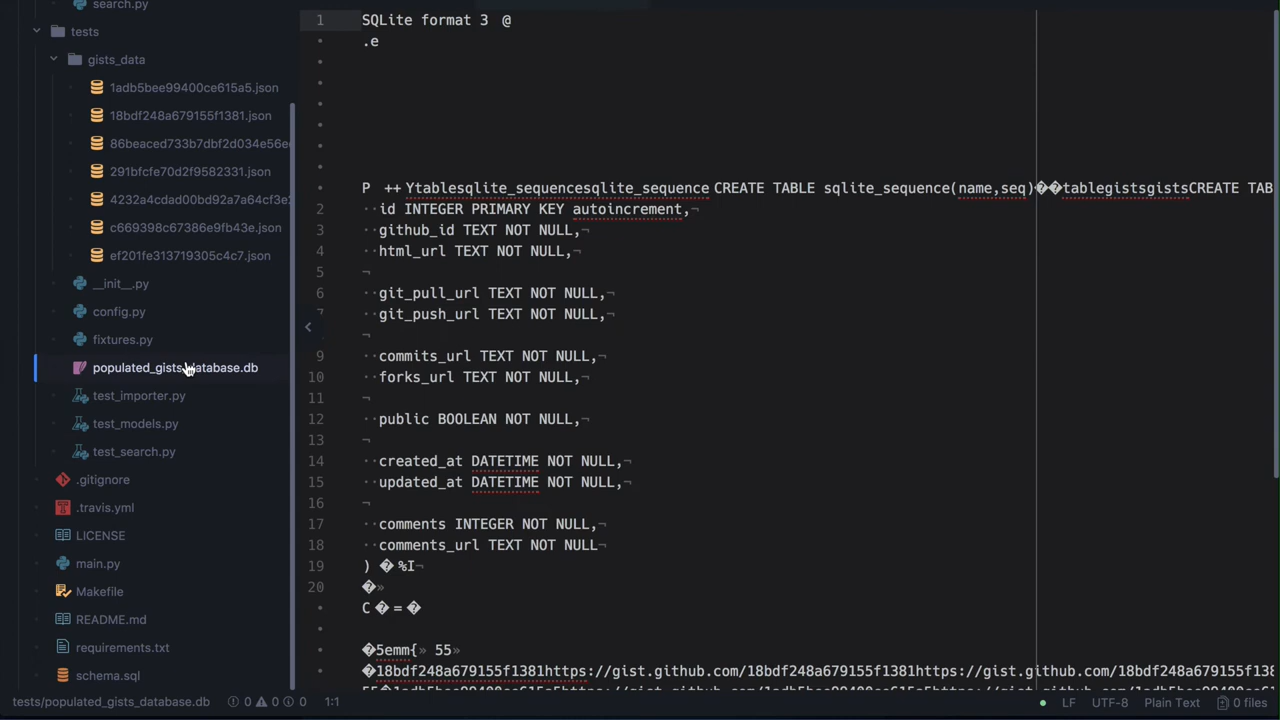 search.py
tests
gists_data
1adb5bee99400ce615a5.json
18bdf248a679155f1381.json
86beaced733b7dbf2d034e56e
291bfcfe70d2f9582331.json
4232a4cdad00bd92a7a64cf3e
c669398c67386e9fb43e.json
ef201fe313719305c4c7.json
__init__.py
config.py
fixtures.py
populated_gists_database.db
test_importer.py
test_models.py
test_search.py
.gitignore
.travis.yml
LICENSE
main.py
Makefile
README.md
requirements.txt
schema.sql
1 SQLite format 3 @
• .e
•
•
•
•
•
•
• P ++ Ytablesqlite_sequencesqlite_sequence CREATE TABLE sqlite_sequence(name,seq)��tablegistsgistsCREATE TAB
2 ··id INTEGER PRIMARY KEY autoincrement,¬
3 ··github_id TEXT NOT NULL,¬
4 ··html_url TEXT NOT NULL,¬
5 ¬
6 ··git_pull_url TEXT NOT NULL,¬
7 ··git_push_url TEXT NOT NULL,¬
¬
9 ··commits_url TEXT NOT NULL,¬
10 ··forks_url TEXT NOT NULL,¬
11 ¬
12 ··public BOOLEAN NOT NULL,¬
13 ¬
14 ··created_at DATETIME NOT NULL,¬
15 ··updated_at DATETIME NOT NULL,¬
16 ¬
17 ··comments INTEGER NOT NULL,¬
18 ··comments_url TEXT NOT NULL¬
19 ) � %I¬
20 �»
• C � = �
•
• �5emm{» 55»
• �18bdf248a679155f1381https://gist.github.com/18bdf248a679155f1381https://gist.github.com/18bdf248a679155f138
tests/populated_gists_database.db 0 0 0 1:1 LF UTF-8 Plain Text 0 files